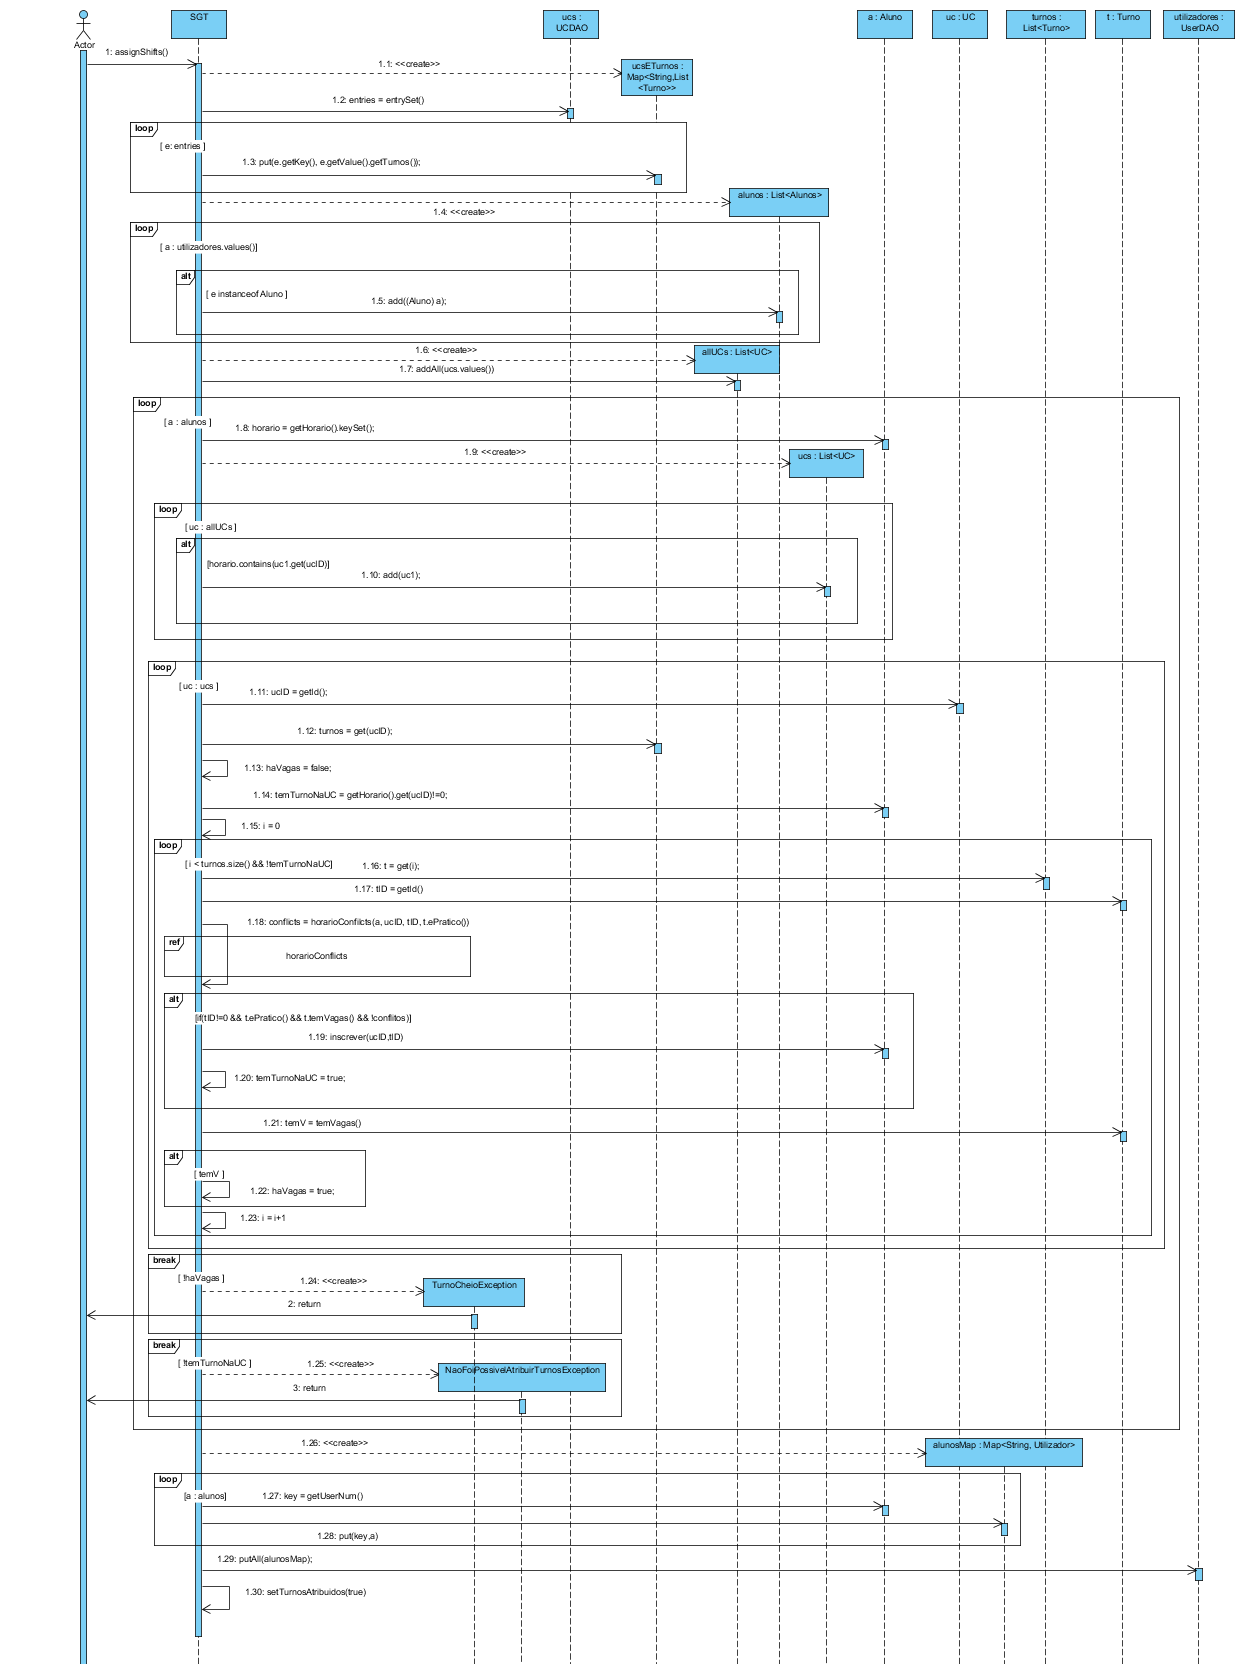 Actor
SGT
ucs :
UCDAO
a : Aluno
uc : UC
turnos :
List<Turno>
t : Turno
utilizadores :
UserDAO
1: assignShifts()
1.1: <<create>>
ucsETurnos :
Map<String,List
<Turno>>
1.2: entries = entrySet()
loop
[ e: entries ]
1.3: put(e.getKey(), e.getValue().getTurnos());
1.4: <<create>>
alunos : List<Alunos>
loop
[ a : utilizadores.values()]
alt
[ e instanceof Aluno ]
1.5: add((Aluno) a);
1.6: <<create>>
allUCs : List<UC>
1.7: addAll(ucs.values())
loop
[ a : alunos ]
1.8: horario = getHorario().keySet();
1.9: <<create>>
ucs : List<UC>
loop
[ uc : allUCs ]
alt
[horario.contains(uc1.get(ucID)]
1.10: add(uc1);
loop
[ uc : ucs ]
1.11: ucID = getId();
1.12: turnos = get(ucID);
1.13: haVagas = false;
1.14: temTurnoNaUC = getHorario().get(ucID)!=0;
1.15: i = 0
loop
[ i < turnos.size() && !temTurnoNaUC]
1.16: t = get(i);
1.17: tID = getId()
1.18: conflicts = horarioConfilcts(a, ucID, tID, t.ePratico())
ref
horarioConflicts
alt
[if(tID!=0 && t.ePratico() && t.temVagas() && !conflitos)]
1.19: inscrever(ucID,tID)
1.20: temTurnoNaUC = true;
1.21: temV = temVagas()
alt
[ temV ]
1.22: haVagas = true;
1.23: i = i+1
break
[ !haVagas ]
1.24: <<create>>
TurnoCheioException
2: return
break
[ !temTurnoNaUC ]
1.25: <<create>>
NaoFoiPossivelAtribuirTurnosException
3: return
1.26: <<create>>
alunosMap : Map<String, Utilizador>
loop
[a : alunos]
1.27: key = getUserNum()
1.28: put(key,a)
1.29: putAll(alunosMap);
1.30: setTurnosAtribuidos(true)